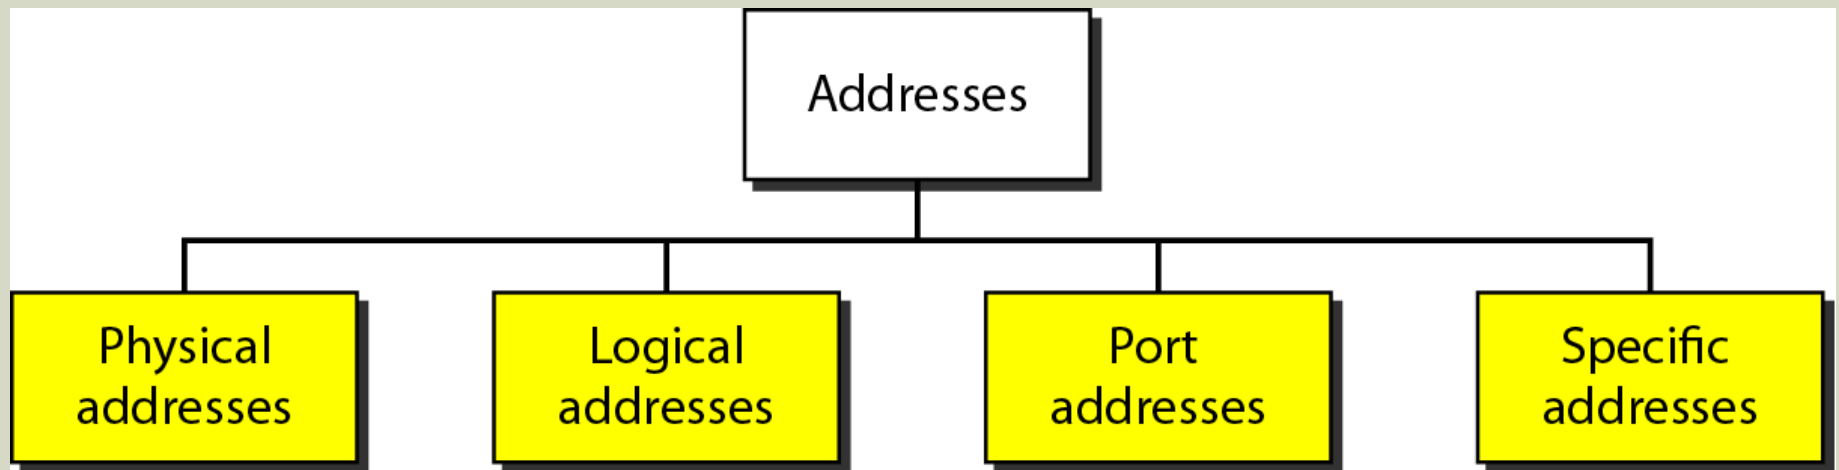 Addresses
Physical
addresses
Logical
addresses
Port
addresses
Specific
addresses